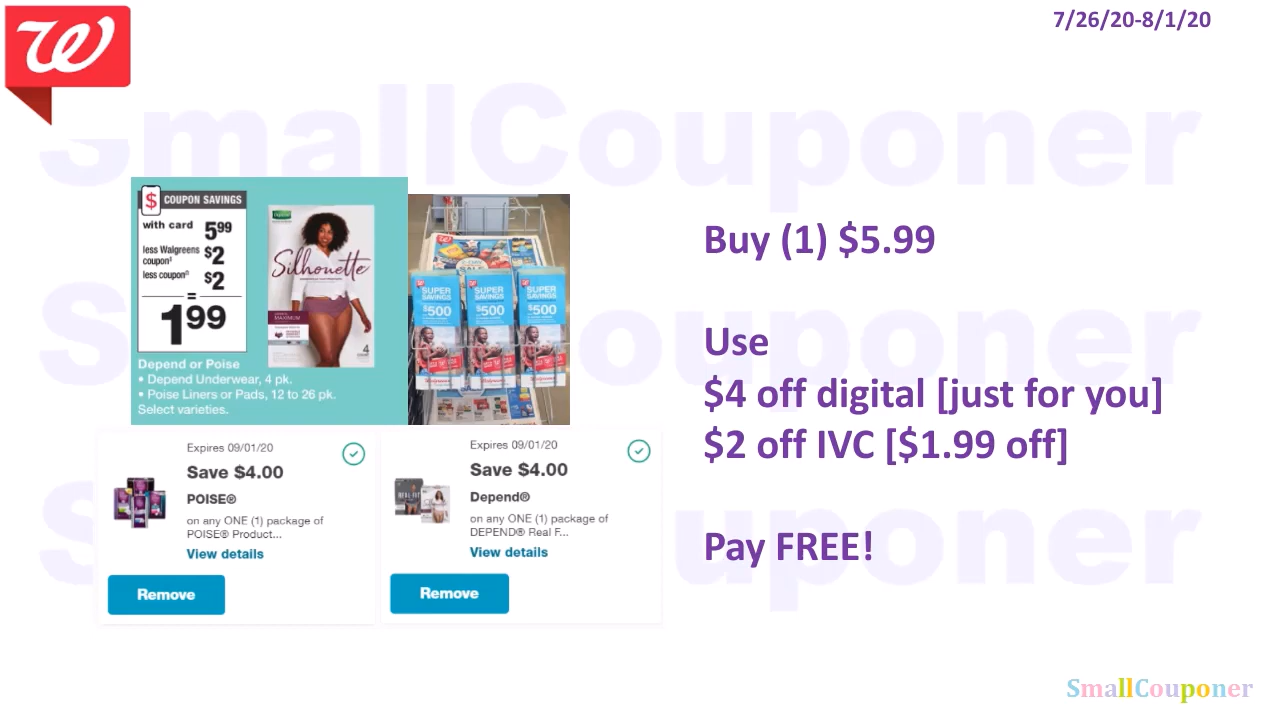 7/26/20-8/1/20
SmallCouponer
$ COUPON SAVINGS
with card 5.99
less Walgreens coupon‡ $2
less coupon $2
=
1.99
Silhouette
MAXIMUM
4
Depend or Poise
• Depend Underwear, 4 pk.
• Poise Liners or Pads, 12 to 26 pk.
Select varieties.
SUPER SAVINGS $500
SUPER SAVINGS $500
SUPER SAVINGS $500
Buy (1) $5.99
Use
$4 off digital [just for you]
$2 off IVC [$1.99 off]
Pay FREE!
Couponer
Expires 09/01/20
Save $4.00
POISE®
on any ONE (1) package of
POISE® Product...
View details
Remove
Expires 09/01/20
Save $4.00
Depend®
on any ONE (1) package of
DEPEND® Real F...
View details
Remove
SmallCouponer